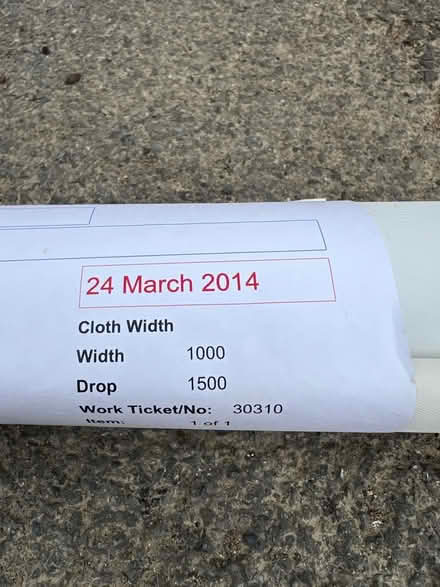 24 March 2014
Cloth Width
Width 1000
Drop 1500
Work Ticket/No: 30310
Item: 1 of 1